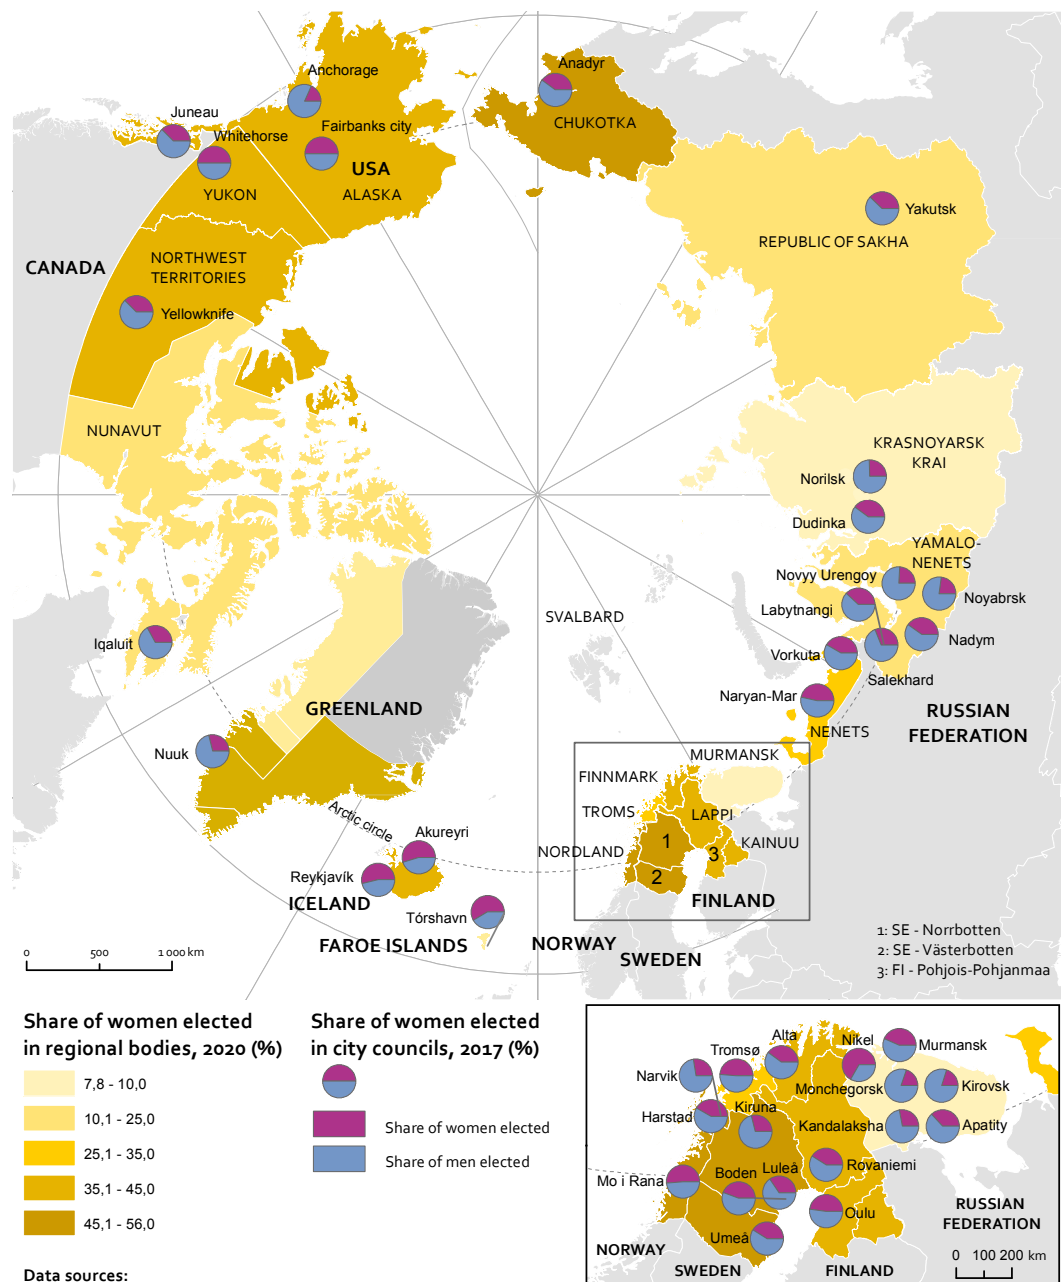 Anchorage
Anadyr
Juneau
Whitehorse
Fairbanks city
CHUKOTKA
USA
YUKON
ALASKA
Yakutsk
REPUBLIC OF SAKHA
CANADA
NORTHWEST
TERRITORIES
Yellowknife
NUNAVUT
KRASNOYARSK
KRAI
Norilsk
Dudinka
YAMALO-
NENETS
Novyy Urengoy
Noyabrsk
Labytnangi
SVALBARD
Iqaluit
Vorkuta
Nadym
Salekhard
Naryan-Mar
GREENLAND
RUSSIAN
FEDERATION
NENETS
Nuuk
MURMANSK
FINNMARK
TROMS
LAPPI
Arctic circle
Akureyri
KAINUU
NORDLAND
1
3
2
Reykjavík
ICELAND
FINLAND
Tórshavn
FAROE ISLANDS
NORWAY
SWEDEN
1: SE - Norrbotten
2: SE - Västerbotten
3: FI - Pohjois-Pohjanmaa
0 500 1 000 km
Share of women elected
in regional bodies, 2020 (%)
7,8 - 10,0
10,1 - 25,0
25,1 - 35,0
35,1 - 45,0
45,1 - 56,0
Data sources:
Share of women elected
in city councils, 2017 (%)
Share of women elected
Share of men elected
Alta
Nikel
Murmansk
Tromsø
Narvik
Monchegorsk
Kirovsk
Harstad
Kiruna
Kandalaksha
Apatity
Boden
Luleå
Rovaniemi
Mo i Rana
Oulu
Umeå
RUSSIAN
FEDERATION
NORWAY
SWEDEN
FINLAND
0 100 200 km